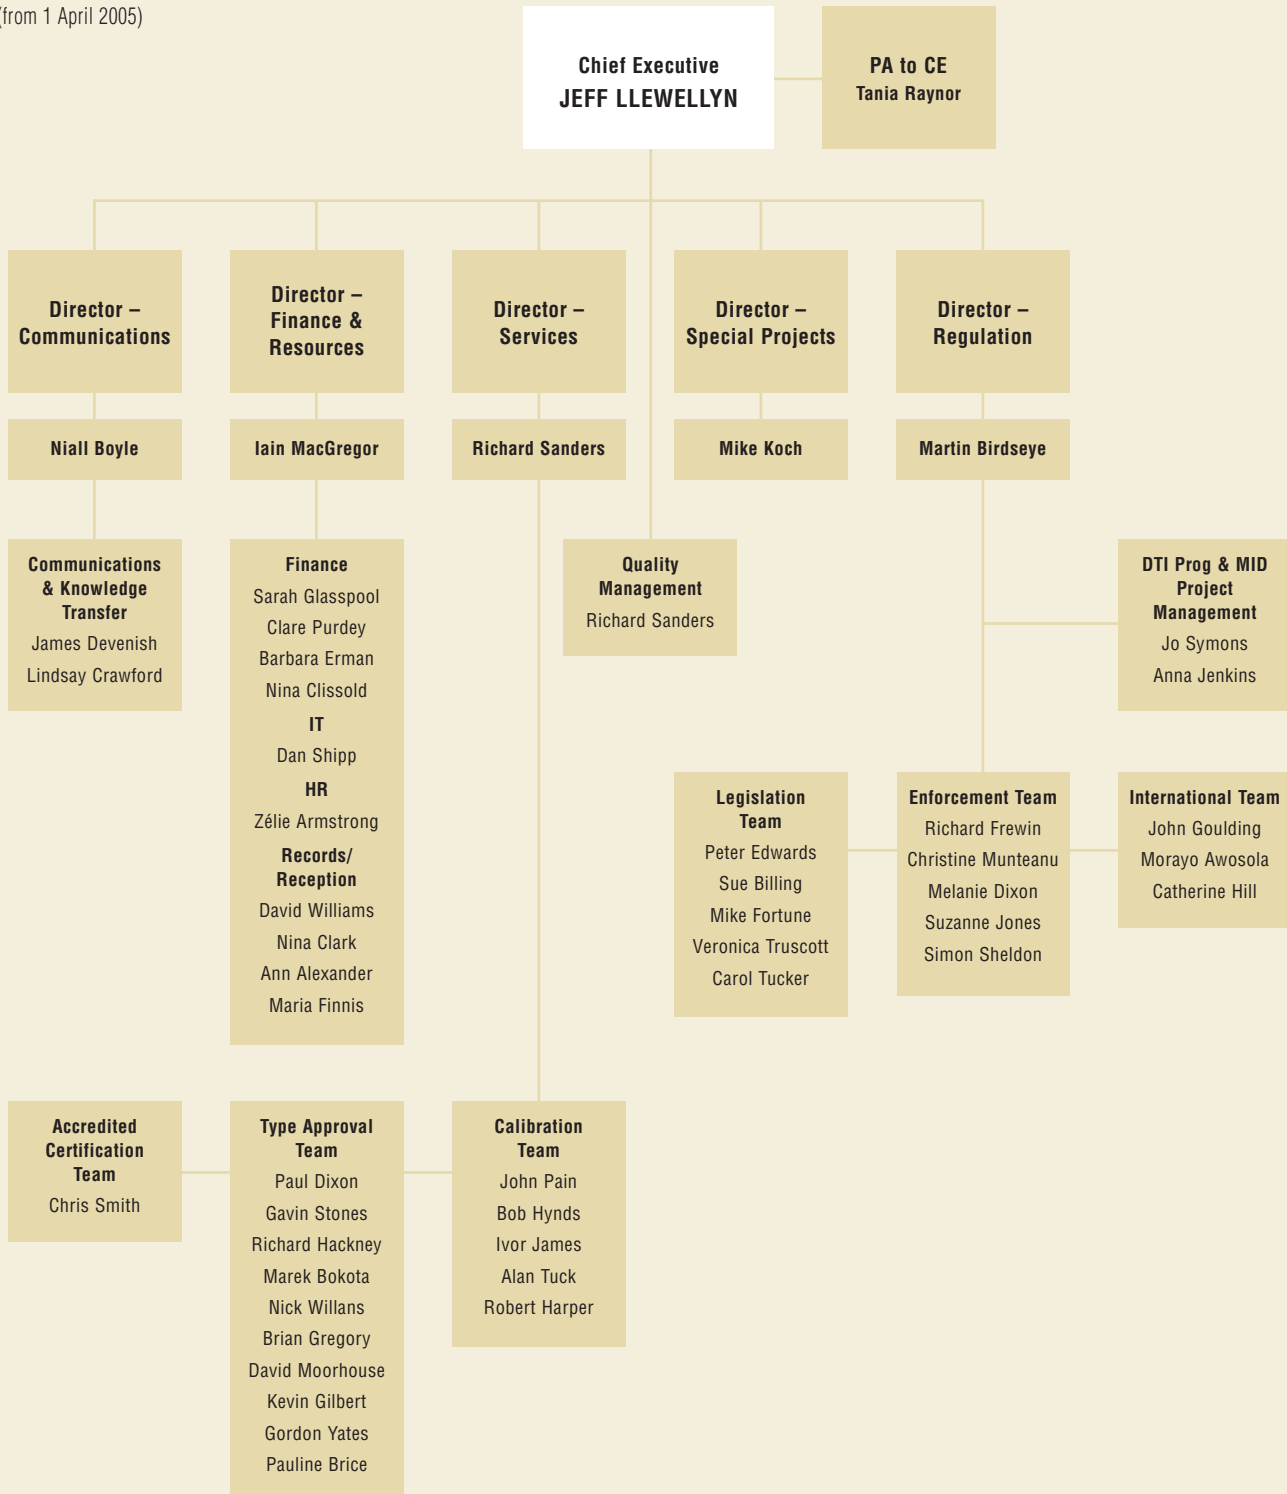 (from 1 April 2005)
Chief Executive
JEFF LLEWELLYN
PA to CE
Tania Raynor
Director –
Communications
Director –
Finance &
Resources
Director –
Services
Director –
Special Projects
Director –
Regulation
Niall Boyle
Iain MacGregor
Richard Sanders
Mike Koch
Martin Birdseye
Communications
& Knowledge
Transfer
James Devenish
Lindsay Crawford
Finance
Sarah Glasspool
Clare Purdey
Barbara Erman
Nina Clissold
IT
Dan Shipp
HR
Zélie Armstrong
Records/
Reception
David Williams
Nina Clark
Ann Alexander
Maria Finnis
Quality
Management
Richard Sanders
DTI Prog & MID
Project
Management
Jo Symons
Anna Jenkins
Legislation
Team
Peter Edwards
Sue Billing
Mike Fortune
Veronica Truscott
Carol Tucker
Enforcement Team
Richard Frewin
Christine Munteanu
Melanie Dixon
Suzanne Jones
Simon Sheldon
International Team
John Goulding
Morayo Awosola
Catherine Hill
Accredited
Certification
Team
Chris Smith
Type Approval
Team
Paul Dixon
Gavin Stones
Richard Hackney
Marek Bokota
Nick Willans
Brian Gregory
David Moorhouse
Kevin Gilbert
Gordon Yates
Pauline Brice
Calibration
Team
John Pain
Bob Hynds
Ivor James
Alan Tuck
Robert Harper